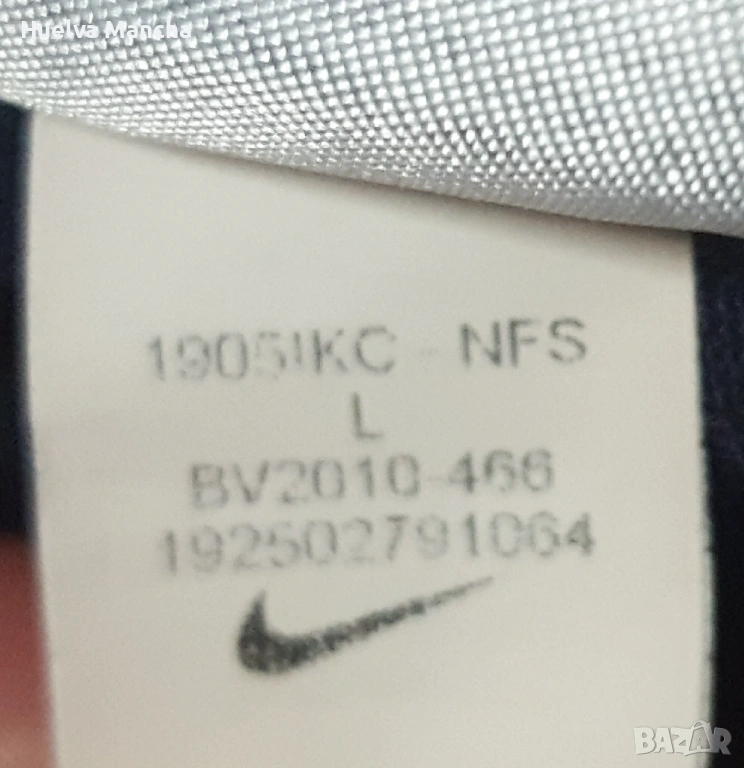 Huelva Mancha
1905IKC - NFS
L
BV2010-466
192502791064
BAZAR